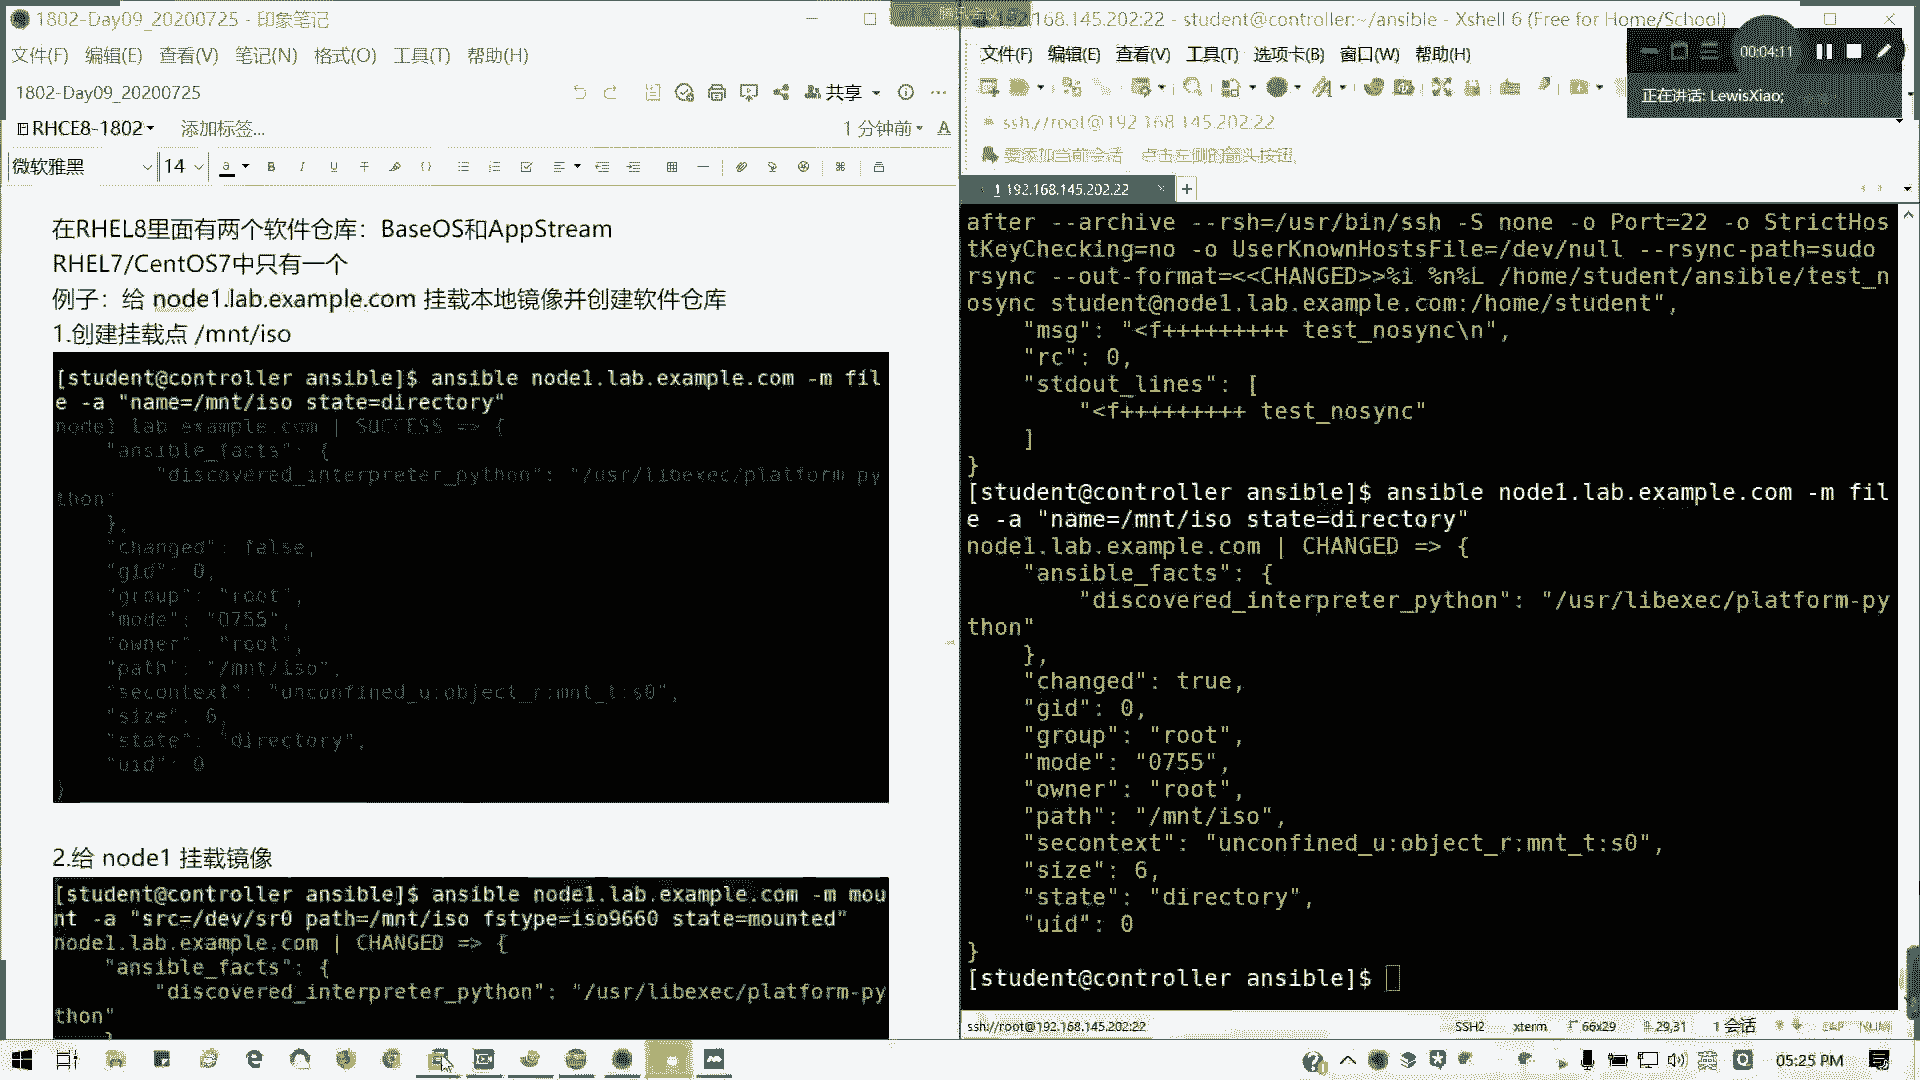 1802-Day09_20200725 - 印象笔记
文件(F) 编辑(E) 查看(V) 笔记(N) 格式(O) 工具(T) 帮助(H)
1802-Day09_20200725
共享
RHCE8-1802
添加标签...
1 分钟前
微软雅黑
14
在RHEL8里面有两个软件仓库：BaseOS和AppStream
RHEL7/CentOS7中只有一个
例子：给 node1.lab.example.com 挂载本地镜像并创建软件仓库
1.创建挂载点 /mnt/iso
[student@controller ansible]$ ansible node1.lab.example.com -m fil
e -a "name=/mnt/iso state=directory"
node1.lab.example.com | SUCCESS => {
"ansible_facts": {
"discovered_interpreter_python": "/usr/libexec/platform-py
thon"
},
"changed": false,
"gid": 0,
"group": "root",
"mode": "0755",
"owner": "root",
"path": "/mnt/iso",
"secontext": "unconfined_u:object_r:mnt_t:s0",
"size": 6,
"state": "directory",
"uid": 0
}
2.给 node1 挂载镜像
[student@controller ansible]$ ansible node1.lab.example.com -m mou
nt -a "src=/dev/sr0 path=/mnt/iso fstype=iso9660 state=mounted"
node1.lab.example.com | CHANGED => {
"ansible_facts": {
"discovered_interpreter_python": "/usr/libexec/platform-py
thon"
192.168.145.202:22 - student@controller:~/ansible - Xshell 6 (Free for Home/School)
文件(F) 编辑(E) 查看(V) 工具(T) 选项卡(B) 窗口(W) 帮助(H)
00:04:11
正在讲话: LewisXiao;
ssh://root@192.168.145.202:22
要添加当前会话，点击左侧的箭头按钮。
1 192.168.145.202:22
after --archive --rsh=/usr/bin/ssh -S none -o Port=22 -o StrictHos
tKeyChecking=no -o UserKnownHostsFile=/dev/null --rsync-path=sudo
rsync --out-format=<<CHANGED>>%i %n%L /home/student/ansible/test_n
osync student@node1.lab.example.com:/home/student",
"msg": "<f+++++++++ test_nosync\n",
"rc": 0,
"stdout_lines": [
"<f+++++++++ test_nosync"
]
}
[student@controller ansible]$ ansible node1.lab.example.com -m fil
e -a "name=/mnt/iso state=directory"
node1.lab.example.com | CHANGED => {
"ansible_facts": {
"discovered_interpreter_python": "/usr/libexec/platform-py
thon"
},
"changed": true,
"gid": 0,
"group": "root",
"mode": "0755",
"owner": "root",
"path": "/mnt/iso",
"secontext": "unconfined_u:object_r:mnt_t:s0",
"size": 6,
"state": "directory",
"uid": 0
}
[student@controller ansible]$
ssh://root@192.168.145.202:22
SSH2 xterm 66x29 29,31 1 会话 CAP NUM
05:25 PM